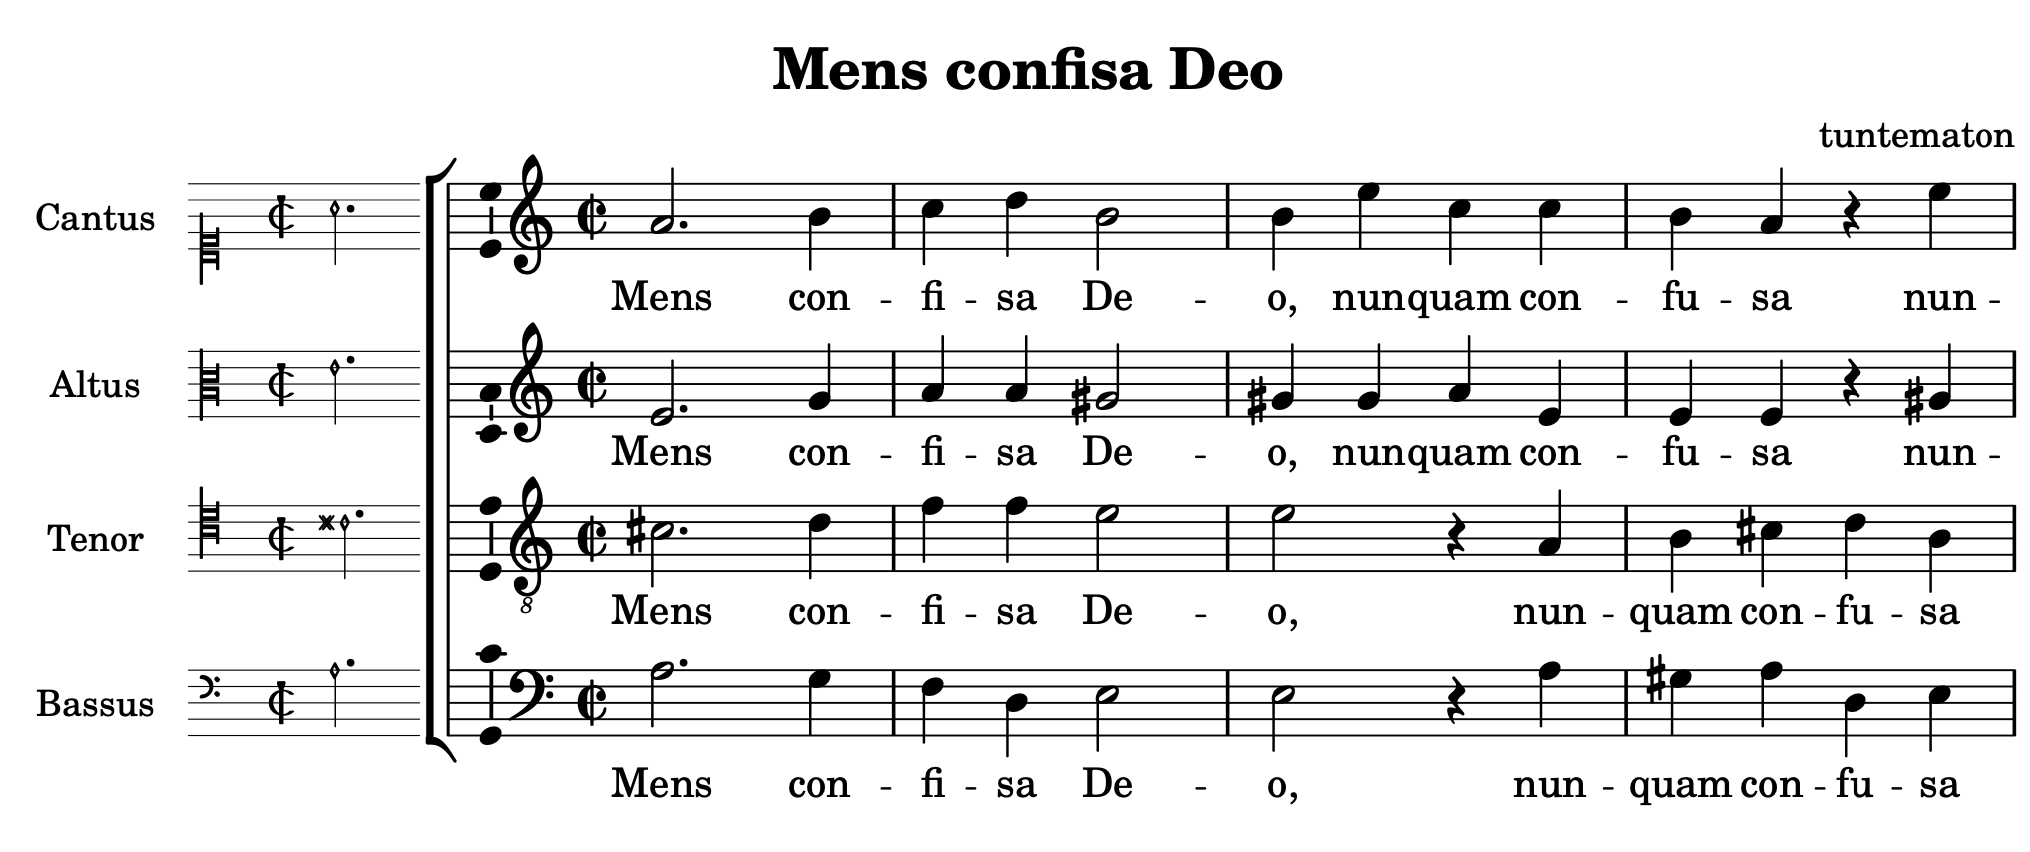 Mens confisa Deo
tuntematon
Cantus
Mens con - fi - sa De - o, nunquam con - fu - sa nun -
Altus
Mens con - fi - sa De - o, nunquam con - fu - sa nun -
Tenor
8
Mens con - fi - sa De - o, nun - quam con - fu - sa
Bassus
Mens con - fi - sa De - o, nun - quam con - fu - sa